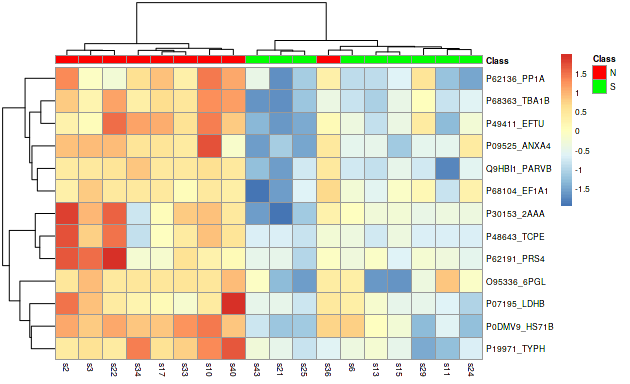 Class
P62136_PP1A
P68363_TBA1B
P49411_EFTU
P09525_ANXA4
Q9HBI1_PARVB
P68104_EF1A1
P30153_2AAA
P48643_TCPE
P62191_PRS4
O95336_6PGL
P07195_LDHB
P0DMV9_HS71B
P19971_TYPH
s2 s3 s22 s34 s17 s33 s10 s40 s43 s21 s25 s36 s6 s13 s15 s29 s11 s24
1.5
1
0.5
0
-0.5
-1
-1.5
Class
N
S